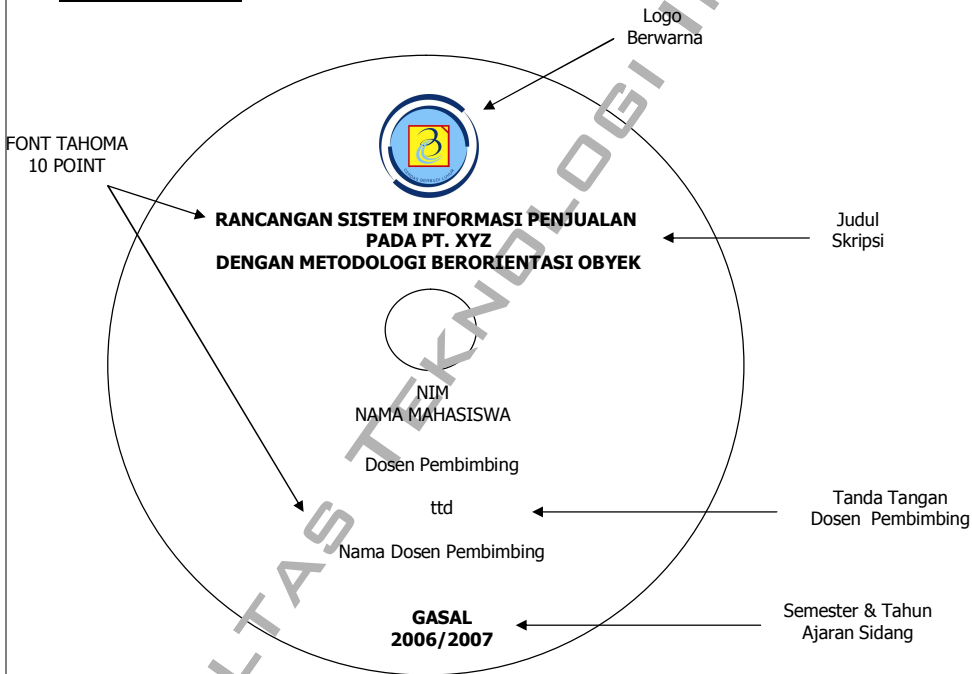 Logo
Berwarna
FONT TAHOMA
10 POINT
RANCANGAN SISTEM INFORMASI PENJUALAN
PADA PT. XYZ
DENGAN METODOLOGI BERORIENTASI OBYEK
Judul
Skripsi
NIM
NAMA MAHASISWA
Dosen Pembimbing
ttd
Tanda Tangan
Dosen Pembimbing
Nama Dosen Pembimbing
GASAL
2006/2007
Semester & Tahun
Ajaran Sidang
LTAS TEKNOLOGI I